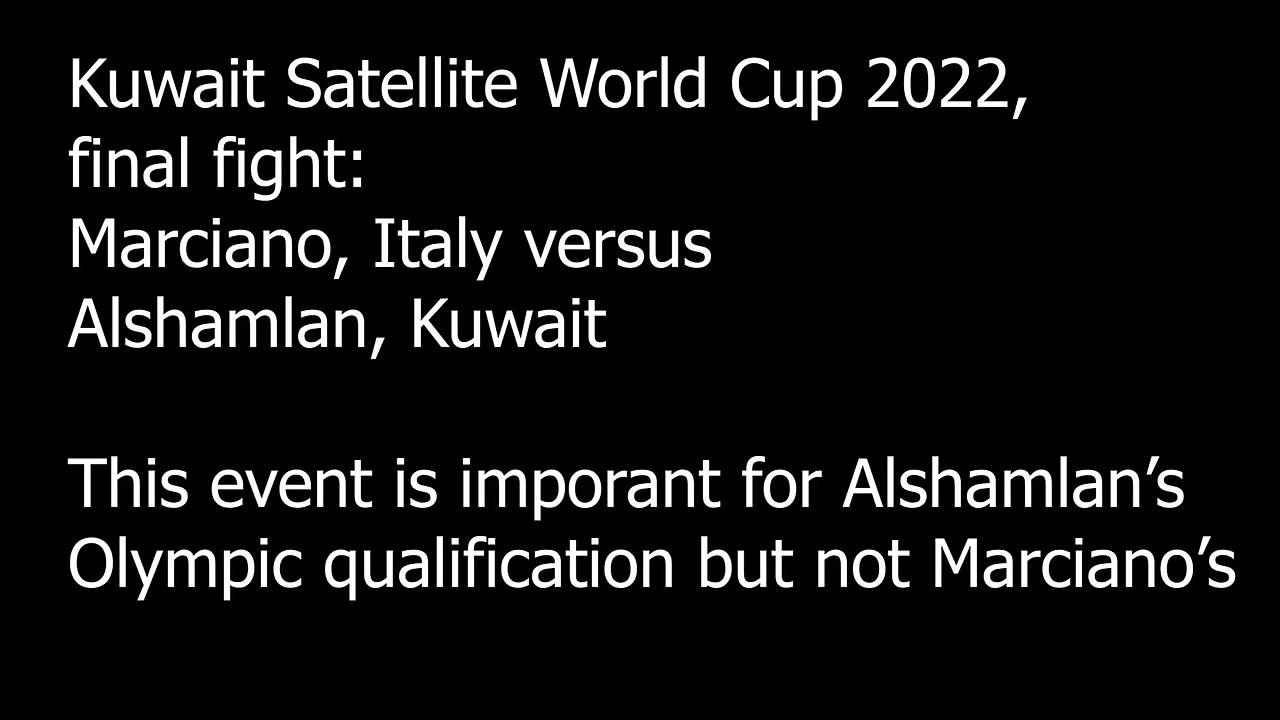 Kuwait Satellite World Cup 2022,
final fight:
Marciano, Italy versus
Alshamlan, Kuwait
This event is imporant for Alshamlan’s
Olympic qualification but not Marciano’s